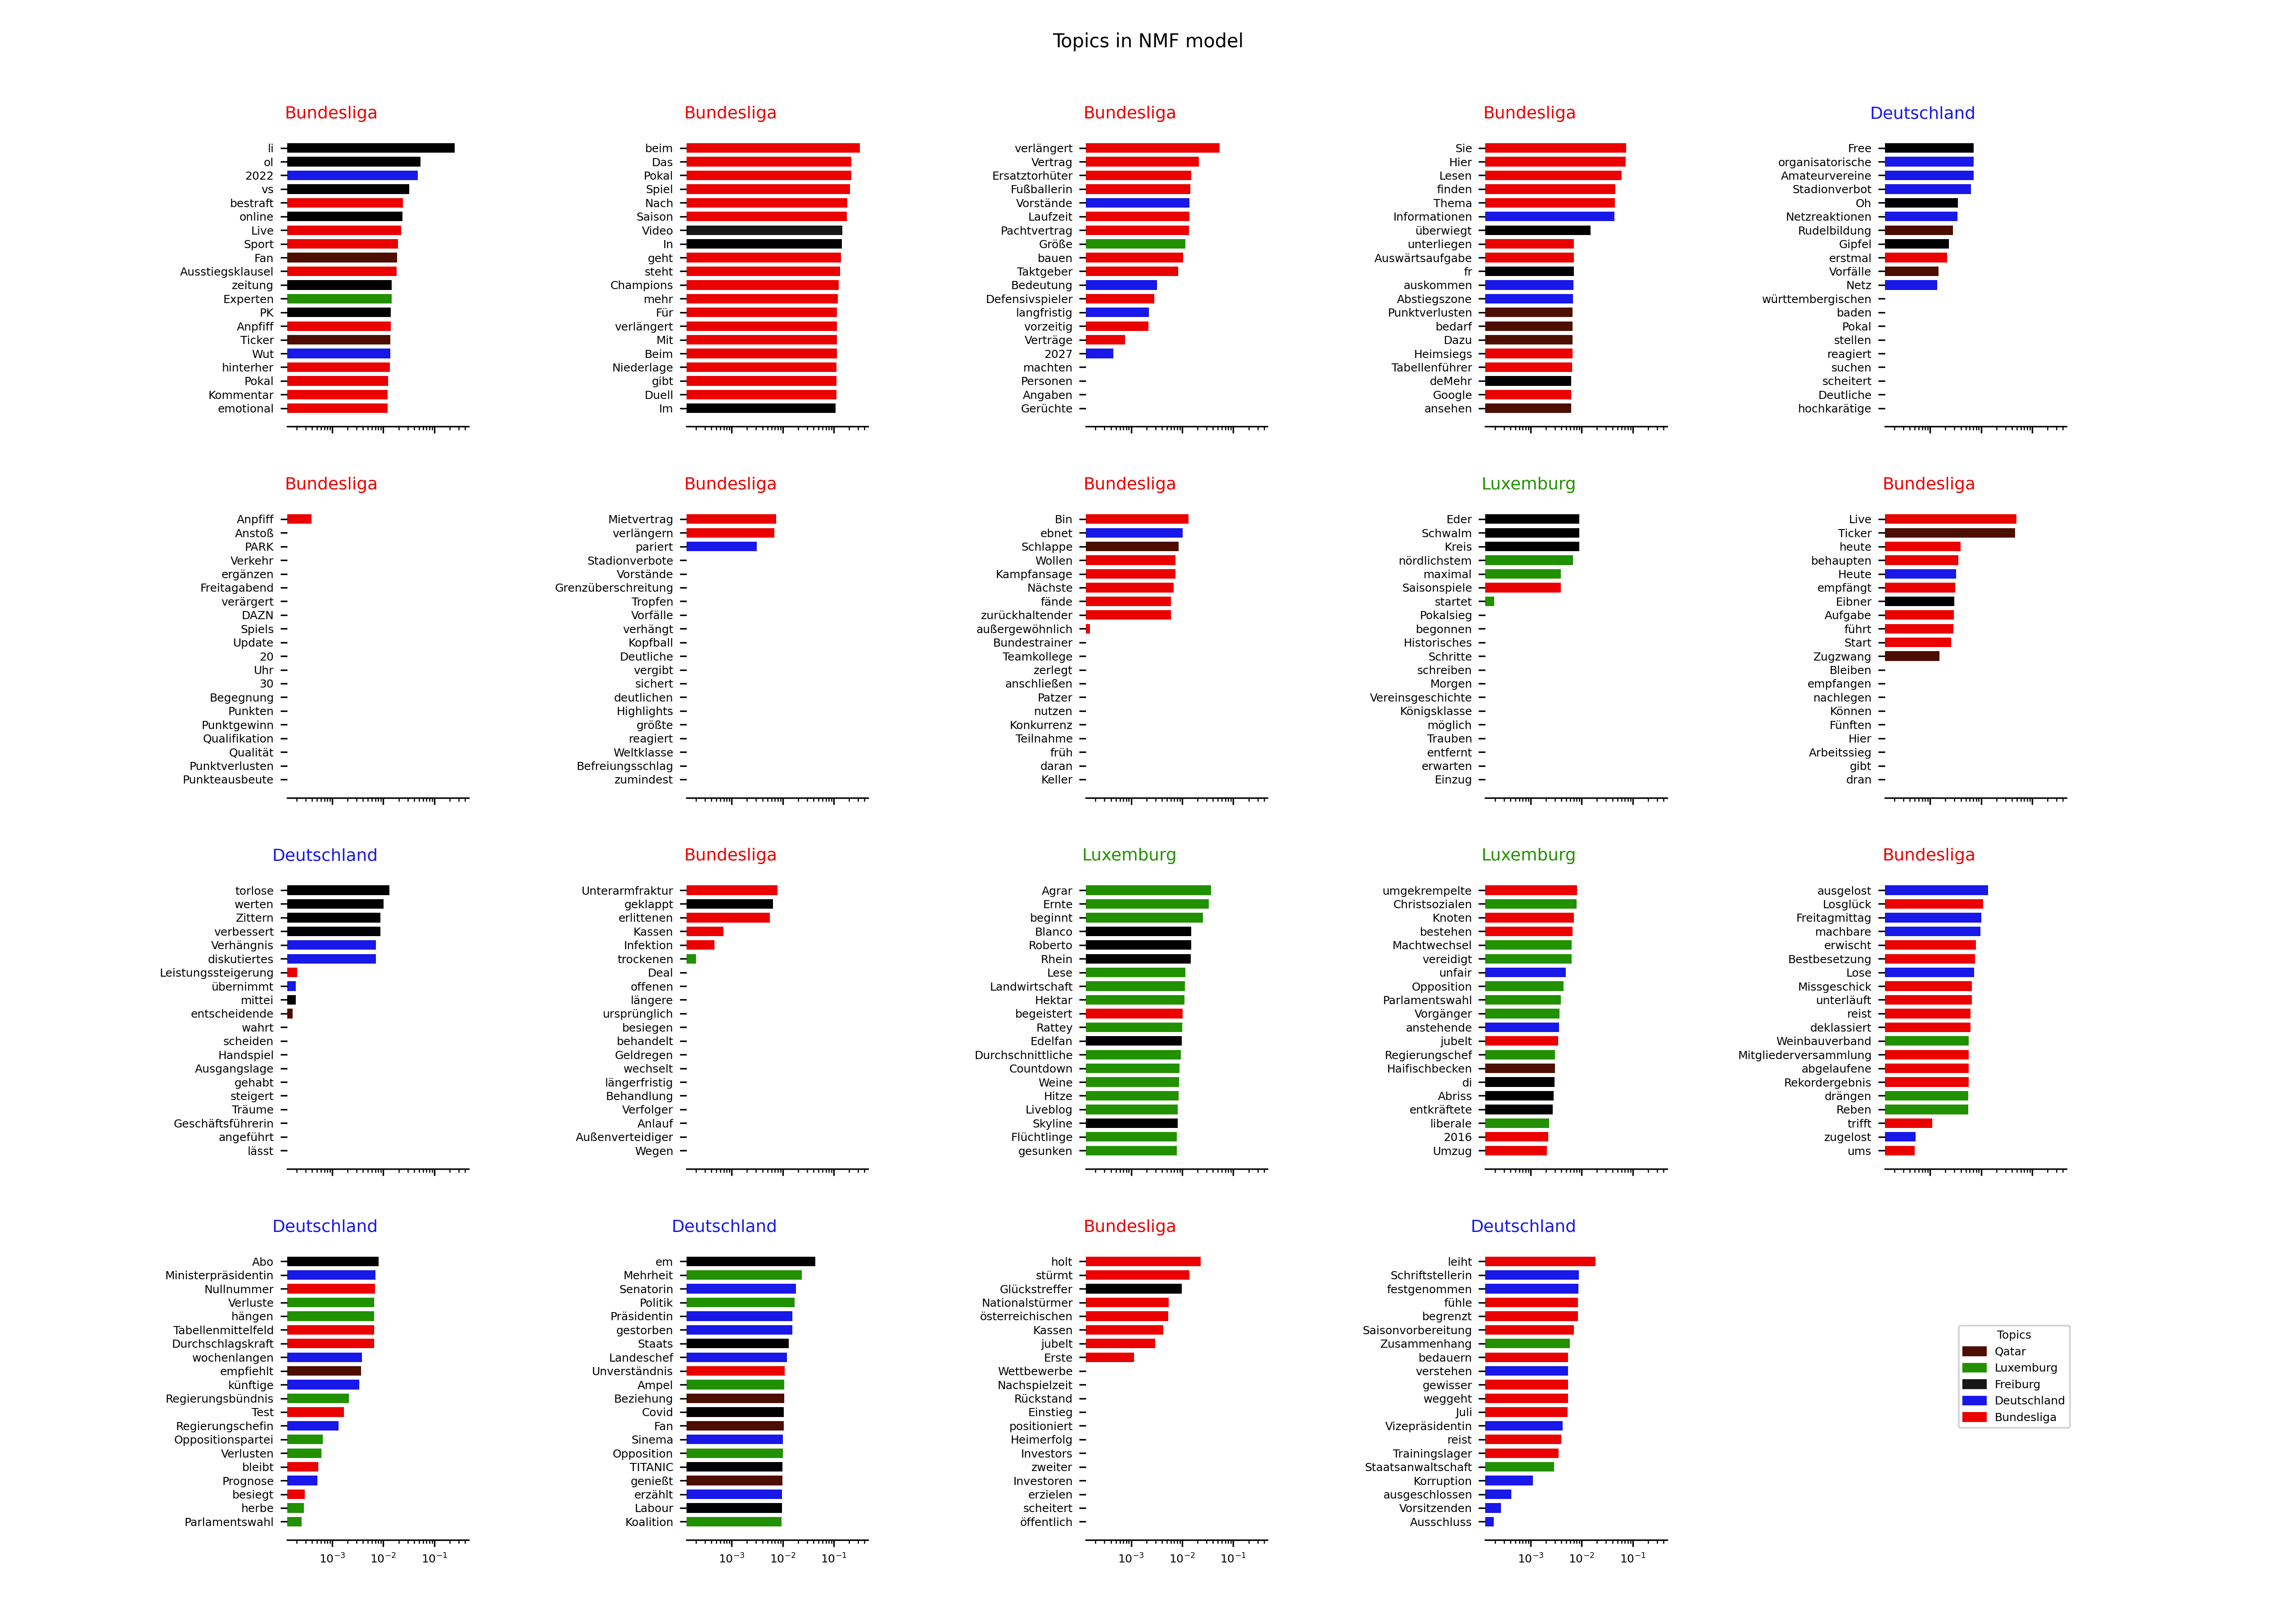 Topics in NMF model
Bundesliga
li
ol
2022
vs
bestraft
online
Live
Sport
Fan
Ausstiegsklausel
zeitung
Experten
PK
Anpfiff
Ticker
Wut
hinterher
Pokal
Kommentar
emotional
Bundesliga
beim
Das
Pokal
Spiel
Nach
Saison
Video
In
geht
steht
Champions
mehr
Für
verlängert
Mit
Beim
Niederlage
gibt
Duell
Im
Bundesliga
verlängert
Vertrag
Ersatztorhüter
Fußballerin
Vorstände
Laufzeit
Pachtvertrag
Größe
bauen
Taktgeber
Bedeutung
Defensivspieler
langfristig
vorzeitig
Verträge
2027
machten
Personen
Angaben
Gerüchte
Bundesliga
Sie
Hier
Lesen
finden
Thema
Informationen
überwiegt
unterliegen
Auswärtsaufgabe
fr
auskommen
Abstiegszone
Punktverlusten
bedarf
Dazu
Heimsiegs
Tabellenführer
deMehr
Google
ansehen
Deutschland
Free
organisatorische
Amateurvereine
Stadionverbot
Oh
Netzreaktionen
Rudelbildung
Gipfel
erstmal
Vorfälle
Netz
württembergischen
baden
Pokal
stellen
reagiert
suchen
scheitert
Deutliche
hochkarätige
Bundesliga
Anpfiff
Anstoß
PARK
Verkehr
ergänzen
Freitagabend
verärgert
DAZN
Spiels
Update
20
Uhr
30
Begegnung
Punkten
Punktgewinn
Qualifikation
Qualität
Punktverlusten
Punkteausbeute
Bundesliga
Mietvertrag
verlängern
pariert
Stadionverbote
Vorstände
Grenzüberschreitung
Tropfen
Vorfälle
verhängt
Kopfball
Deutliche
vergibt
sichert
deutlichen
Highlights
größte
reagiert
Weltklasse
Befreiungsschlag
zumindest
Bundesliga
Bin
ebnet
Schlappe
Wollen
Kampfansage
Nächste
fände
zurückhaltender
außergewöhnlich
Bundestrainer
Teamkollege
zerlegt
anschließen
Patzer
nutzen
Konkurrenz
Teilnahme
früh
daran
Keller
Luxemburg
Eder
Schwalm
Kreis
nördlichstem
maximal
Saisonspiele
startet
Pokalsieg
begonnen
Historisches
Schritte
schreiben
Morgen
Vereinsgeschichte
Königsklasse
möglich
Trauben
entfernt
erwarten
Einzug
Bundesliga
Live
Ticker
heute
behaupten
Heute
empfängt
Eibner
Aufgabe
führt
Start
Zugzwang
Bleiben
empfangen
nachlegen
Können
Fünften
Hier
Arbeitssieg
gibt
dran
Deutschland
torlose
werten
Zittern
verbessert
Verhängnis
diskutiertes
Leistungssteigerung
übernimmt
mittei
entscheidende
wahrt
scheiden
Handspiel
Ausgangslage
gehabt
steigert
Träume
Geschäftsführerin
angeführt
lässt
Bundesliga
Unterarmfraktur
geklappt
erlittenen
Kassen
Infektion
trockenen
Deal
offenen
längere
ursprünglich
besiegen
behandelt
Geldregen
wechselt
längerfristig
Behandlung
Verfolger
Anlauf
Außenverteidiger
Wegen
Luxemburg
Agrar
Ernte
beginnt
Blanco
Roberto
Rhein
Lese
Landwirtschaft
Hektar
begeistert
Rattey
Edelfan
Durchschnittliche
Countdown
Weine
Hitze
Liveblog
Skyline
Flüchtlinge
gesunken
Luxemburg
umgekrempelte
Christsozialen
Knoten
bestehen
Machtwechsel
vereidigt
unfair
Opposition
Parlamentswahl
Vorgänger
anstehende
jubelt
Regierungschef
Haifischbecken
di
Abriss
entkräftete
liberale
2016
Umzug
Bundesliga
ausgelost
Losglück
Freitagmittag
machbare
erwischt
Bestbesetzung
Lose
Missgeschick
unterläuft
reist
deklassiert
Weinbauverband
Mitgliederversammlung
abgelaufene
Rekordergebnis
drängen
Reben
trifft
zugelost
ums
Deutschland
Abo
Ministerpräsidentin
Nullnummer
Verluste
hängen
Tabellenmittelfeld
Durchschlagskraft
wochenlangen
empfiehlt
künftige
Regierungsbündnis
Test
Regierungschefin
Oppositionspartei
Verlusten
bleibt
Prognose
besiegt
herbe
Parlamentswahl
10⁻³ 10⁻² 10⁻¹
Deutschland
em
Mehrheit
Senatorin
Politik
Präsidentin
gestorben
Staats
Landeschef
Unverständnis
Ampel
Beziehung
Covid
Fan
Sinema
Opposition
TITANIC
genießt
erzählt
Labour
Koalition
10⁻³ 10⁻² 10⁻¹
Bundesliga
holt
stürmt
Glückstreffer
Nationalstürmer
österreichischen
Kassen
jubelt
Erste
Wettbewerbe
Nachspielzeit
Rückstand
Einstieg
positioniert
Heimerfolg
Investors
zweiter
Investoren
erzielen
scheitert
öffentlich
10⁻³ 10⁻² 10⁻¹
Deutschland
leiht
Schriftstellerin
festgenommen
fühle
begrenzt
Saisonvorbereitung
Zusammenhang
bedauern
verstehen
gewisser
weggeht
Juli
Vizepräsidentin
reist
Trainingslager
Staatsanwaltschaft
Korruption
ausgeschlossen
Vorsitzenden
Ausschluss
10⁻³ 10⁻² 10⁻¹
Topics
Qatar
Luxemburg
Freiburg
Deutschland
Bundesliga